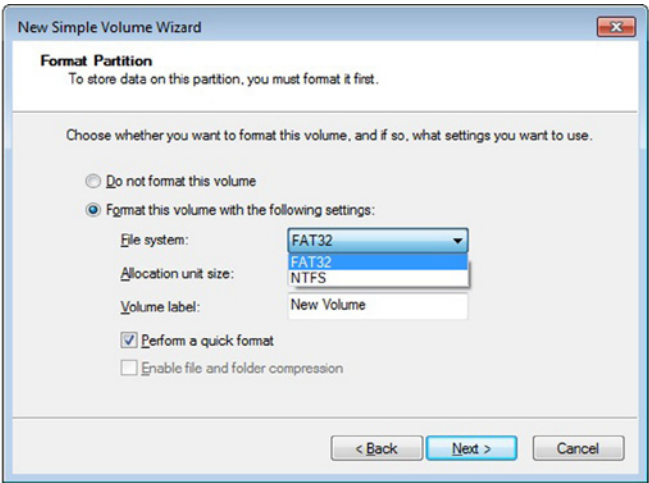 New Simple Volume Wizard
Format Partition
To store data on this partition, you must format it first.
Choose whether you want to format this volume, and if so, what settings you want to use.
Do not format this volume
Format this volume with the following settings:
File system: FAT32
FAT32
Allocation unit size: NTFS
Volume label: New Volume
Perform a quick format
Enable file and folder compression
< Back Next > Cancel